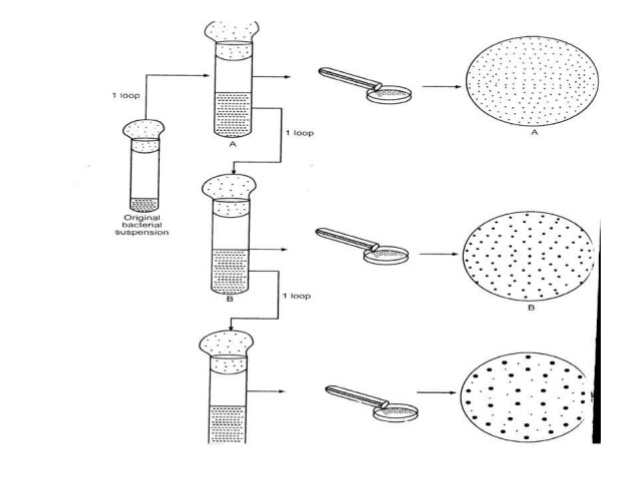 1 loop
A
1 loop
A
Original
bacterial
suspension
B
1 loop
B